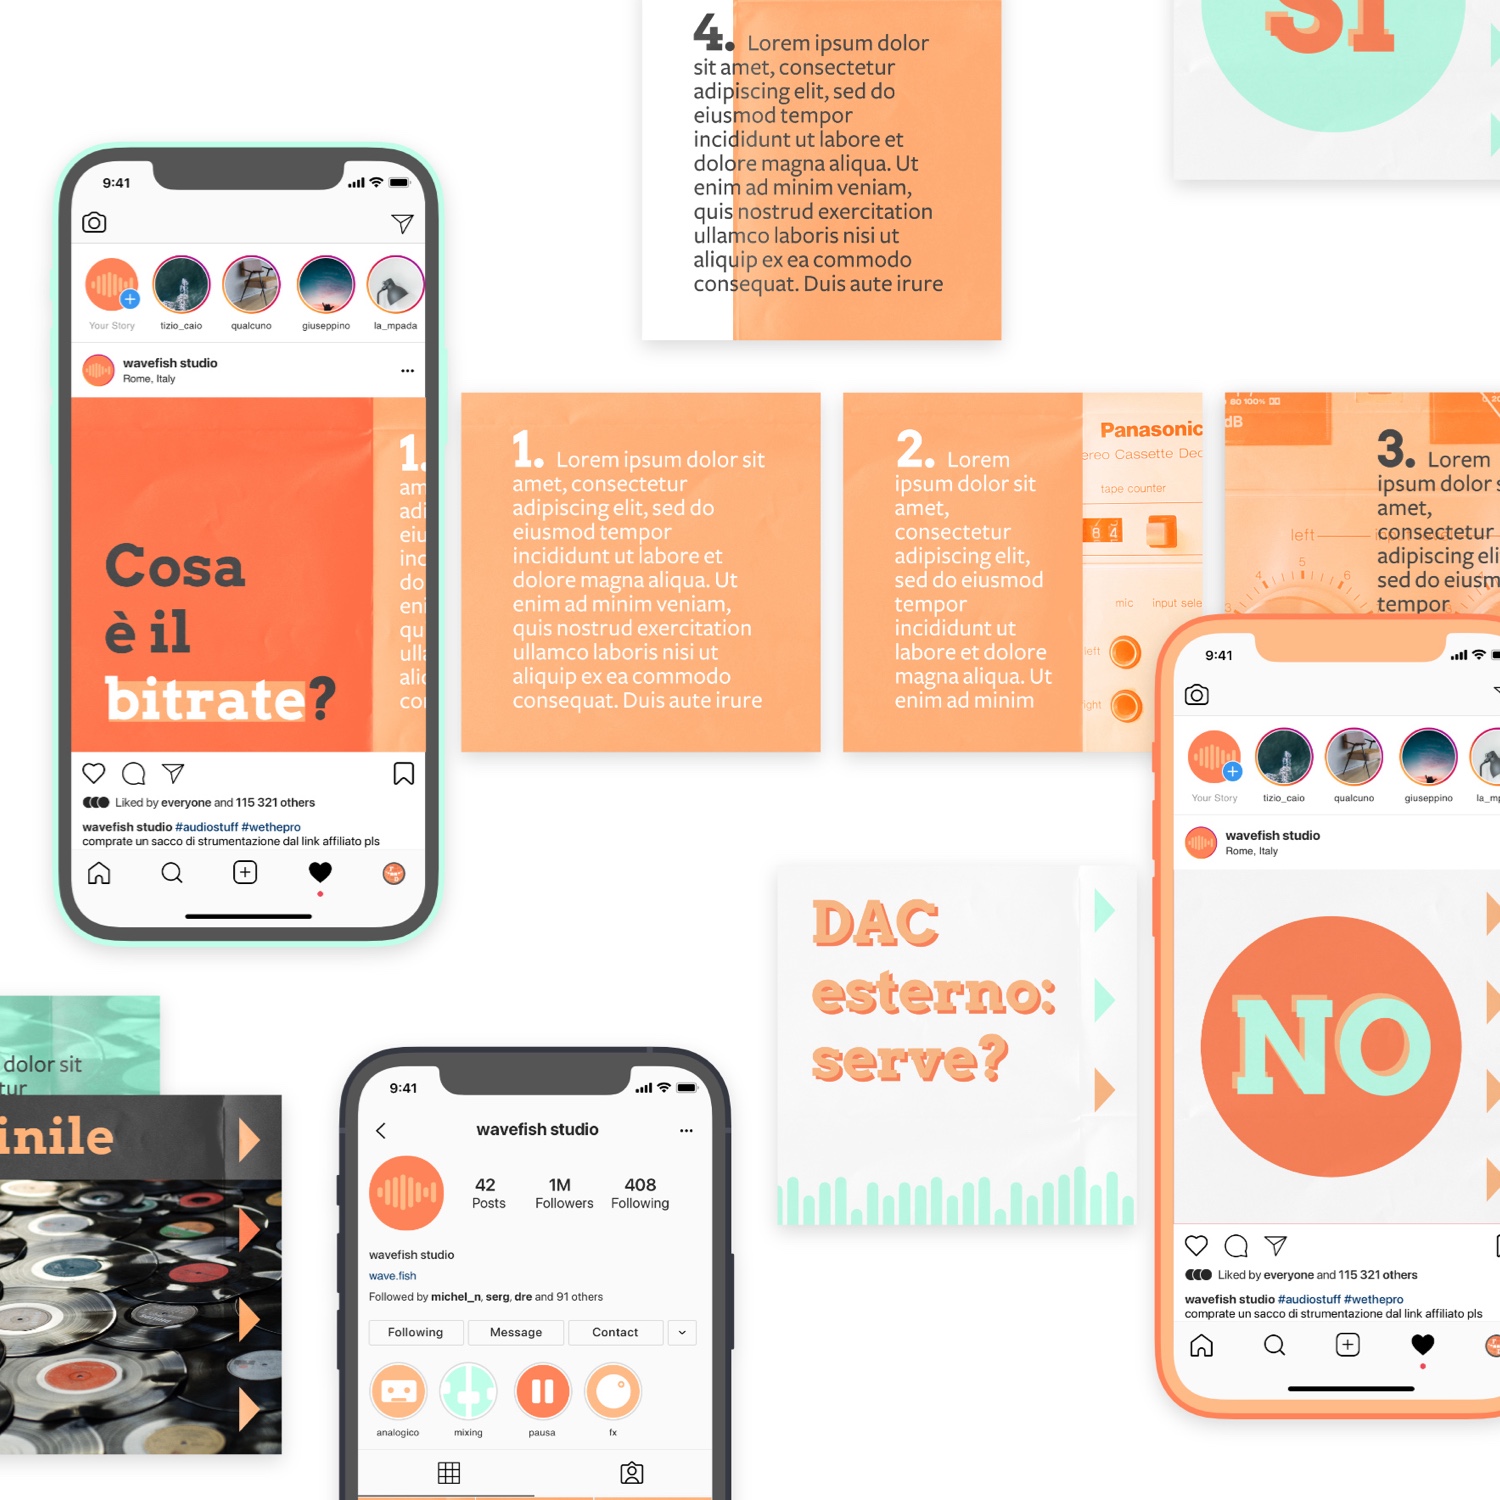 4. Lorem ipsum dolor
sit amet, consectetur
adipiscing elit, sed do
eiusmod tempor
incididunt ut labore et
dolore magna aliqua. Ut
enim ad minim veniam,
quis nostrud exercitation
ullamco laboris nisi ut
aliquip ex ea commodo
consequat. Duis aute irure
SI
9:41
Your Story
tizio_caio
qualcuno
giuseppino
la_mpada
wavefish studio
Rome, Italy
Cosa
è il
bitrate?
1.
am
adi
eiu
inc
do
eni
qu
ulla
alic
co
Liked by everyone and 115 321 others
wavefish studio #audiostuff #wethepro
comprate un sacco di strumentazione dal link affiliato pls
1. Lorem ipsum dolor sit
amet, consectetur
adipiscing elit, sed do
eiusmod tempor
incididunt ut labore et
dolore magna aliqua. Ut
enim ad minim veniam,
quis nostrud exercitation
ullamco laboris nisi ut
aliquip ex ea commodo
consequat. Duis aute irure
2. Lorem
ipsum dolor sit
amet,
consectetur
adipiscing elit,
sed do eiusmod
tempor
incididunt ut
labore et dolore
magna aliqua. Ut
enim ad minim
Panasonic
ereo Cassette Dec
tape counter
8 4
mic input sele
left
ight
80 100%
dB
3. Lorem
ipsum dolor s
amet,
consectetur
adipiscing eli
sed do eiusm
tempor
left
4 5 6
3
9:41
Your Story
tizio_caio
qualcuno
giuseppino
la_mp
wavefish studio
Rome, Italy
NO
Liked by everyone and 115 321 others
wavefish studio #audiostuff #wethepro
comprate un sacco di strumentazione dal link affiliato pls
DAC
esterno:
serve?
dolor sit
tur
inile
9:41
wavefish studio
42
Posts
1M
Followers
408
Following
wavefish studio
wave.fish
Followed by michel_n, serg, dre and 91 others
Following
Message
Contact
analogico
mixing
pausa
fx